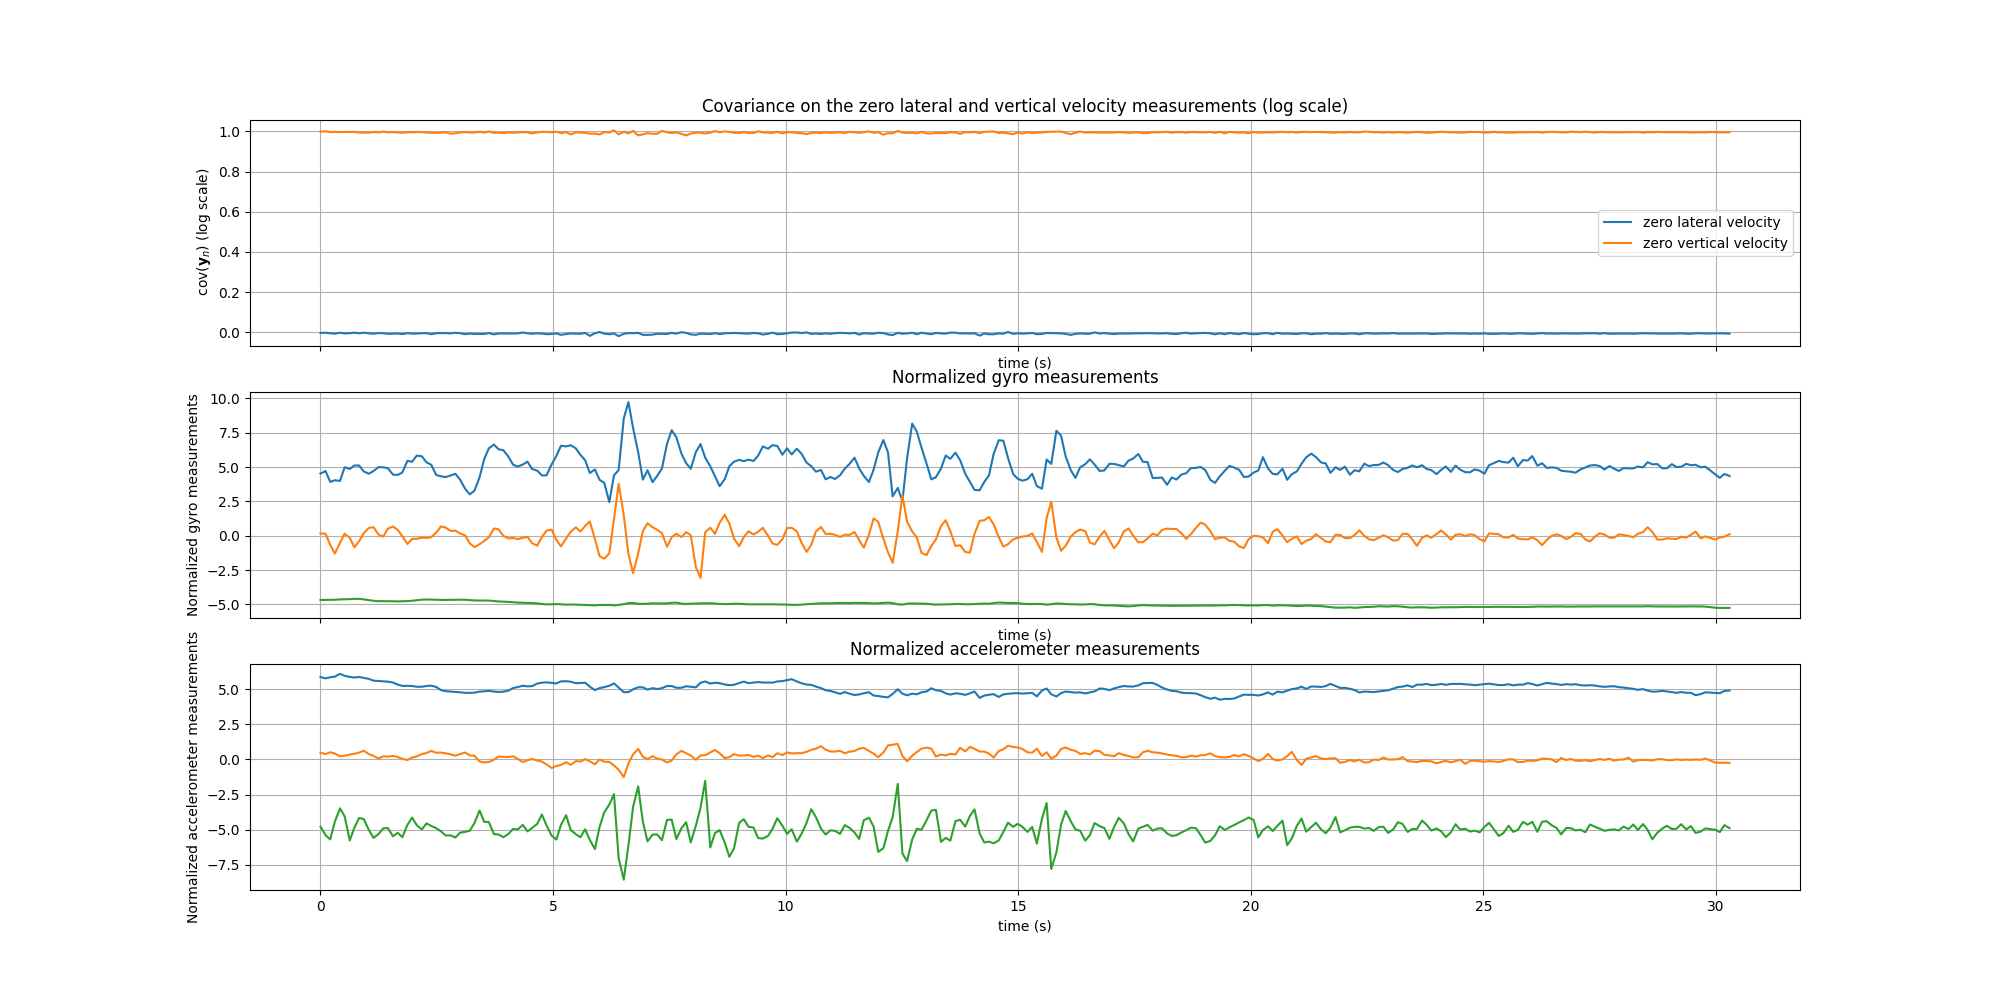 Covariance on the zero lateral and vertical velocity measurements (log scale)
cov(yₙ) (log scale)
1.0
0.8
0.6
0.4
0.2
0.0
zero lateral velocity
zero vertical velocity
time (s)
Normalized gyro measurements
Normalized gyro measurements
10.0
7.5
5.0
2.5
0.0
−2.5
−5.0
time (s)
Normalized accelerometer measurements
Normalized accelerometer measurements
5.0
2.5
0.0
−2.5
−5.0
−7.5
0 5 10 15 20 25 30
time (s)